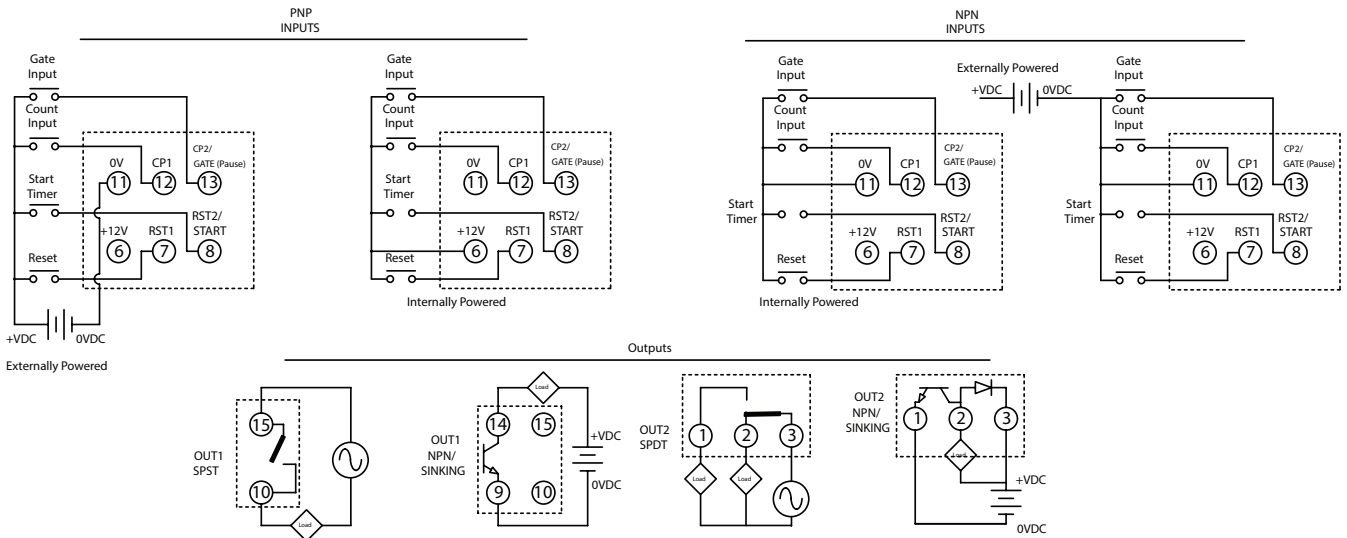 PNP
INPUTS
Gate
Input
Count
Input
0V
CP1
CP2/
GATE (Pause)
11
12
13
Start
Timer
+12V
RST1
RST2/
START
6
7
8
Reset
+VDC
0VDC
Externally Powered
Gate
Input
Count
Input
0V
CP1
CP2/
GATE (Pause)
11
12
13
Start
Timer
+12V
RST1
RST2/
START
6
7
8
Reset
Internally Powered
NPN
INPUTS
Gate
Input
Count
Input
0V
CP1
CP2/
GATE (Pause)
11
12
13
Start
Timer
+12V
RST1
RST2/
START
6
7
8
Reset
Internally Powered
Externally Powered
+VDC
0VDC
Gate
Input
Count
Input
0V
CP1
CP2/
GATE (Pause)
11
12
13
Start
Timer
+12V
RST1
RST2/
START
6
7
8
Reset
Outputs
OUT1
SPST
15
10
Load
OUT1
NPN/
SINKING
Load
14
15
9
10
+VDC
0VDC
OUT2
SPDT
1
2
3
Load
Load
OUT2
NPN/
SINKING
1
2
3
Load
+VDC
0VDC